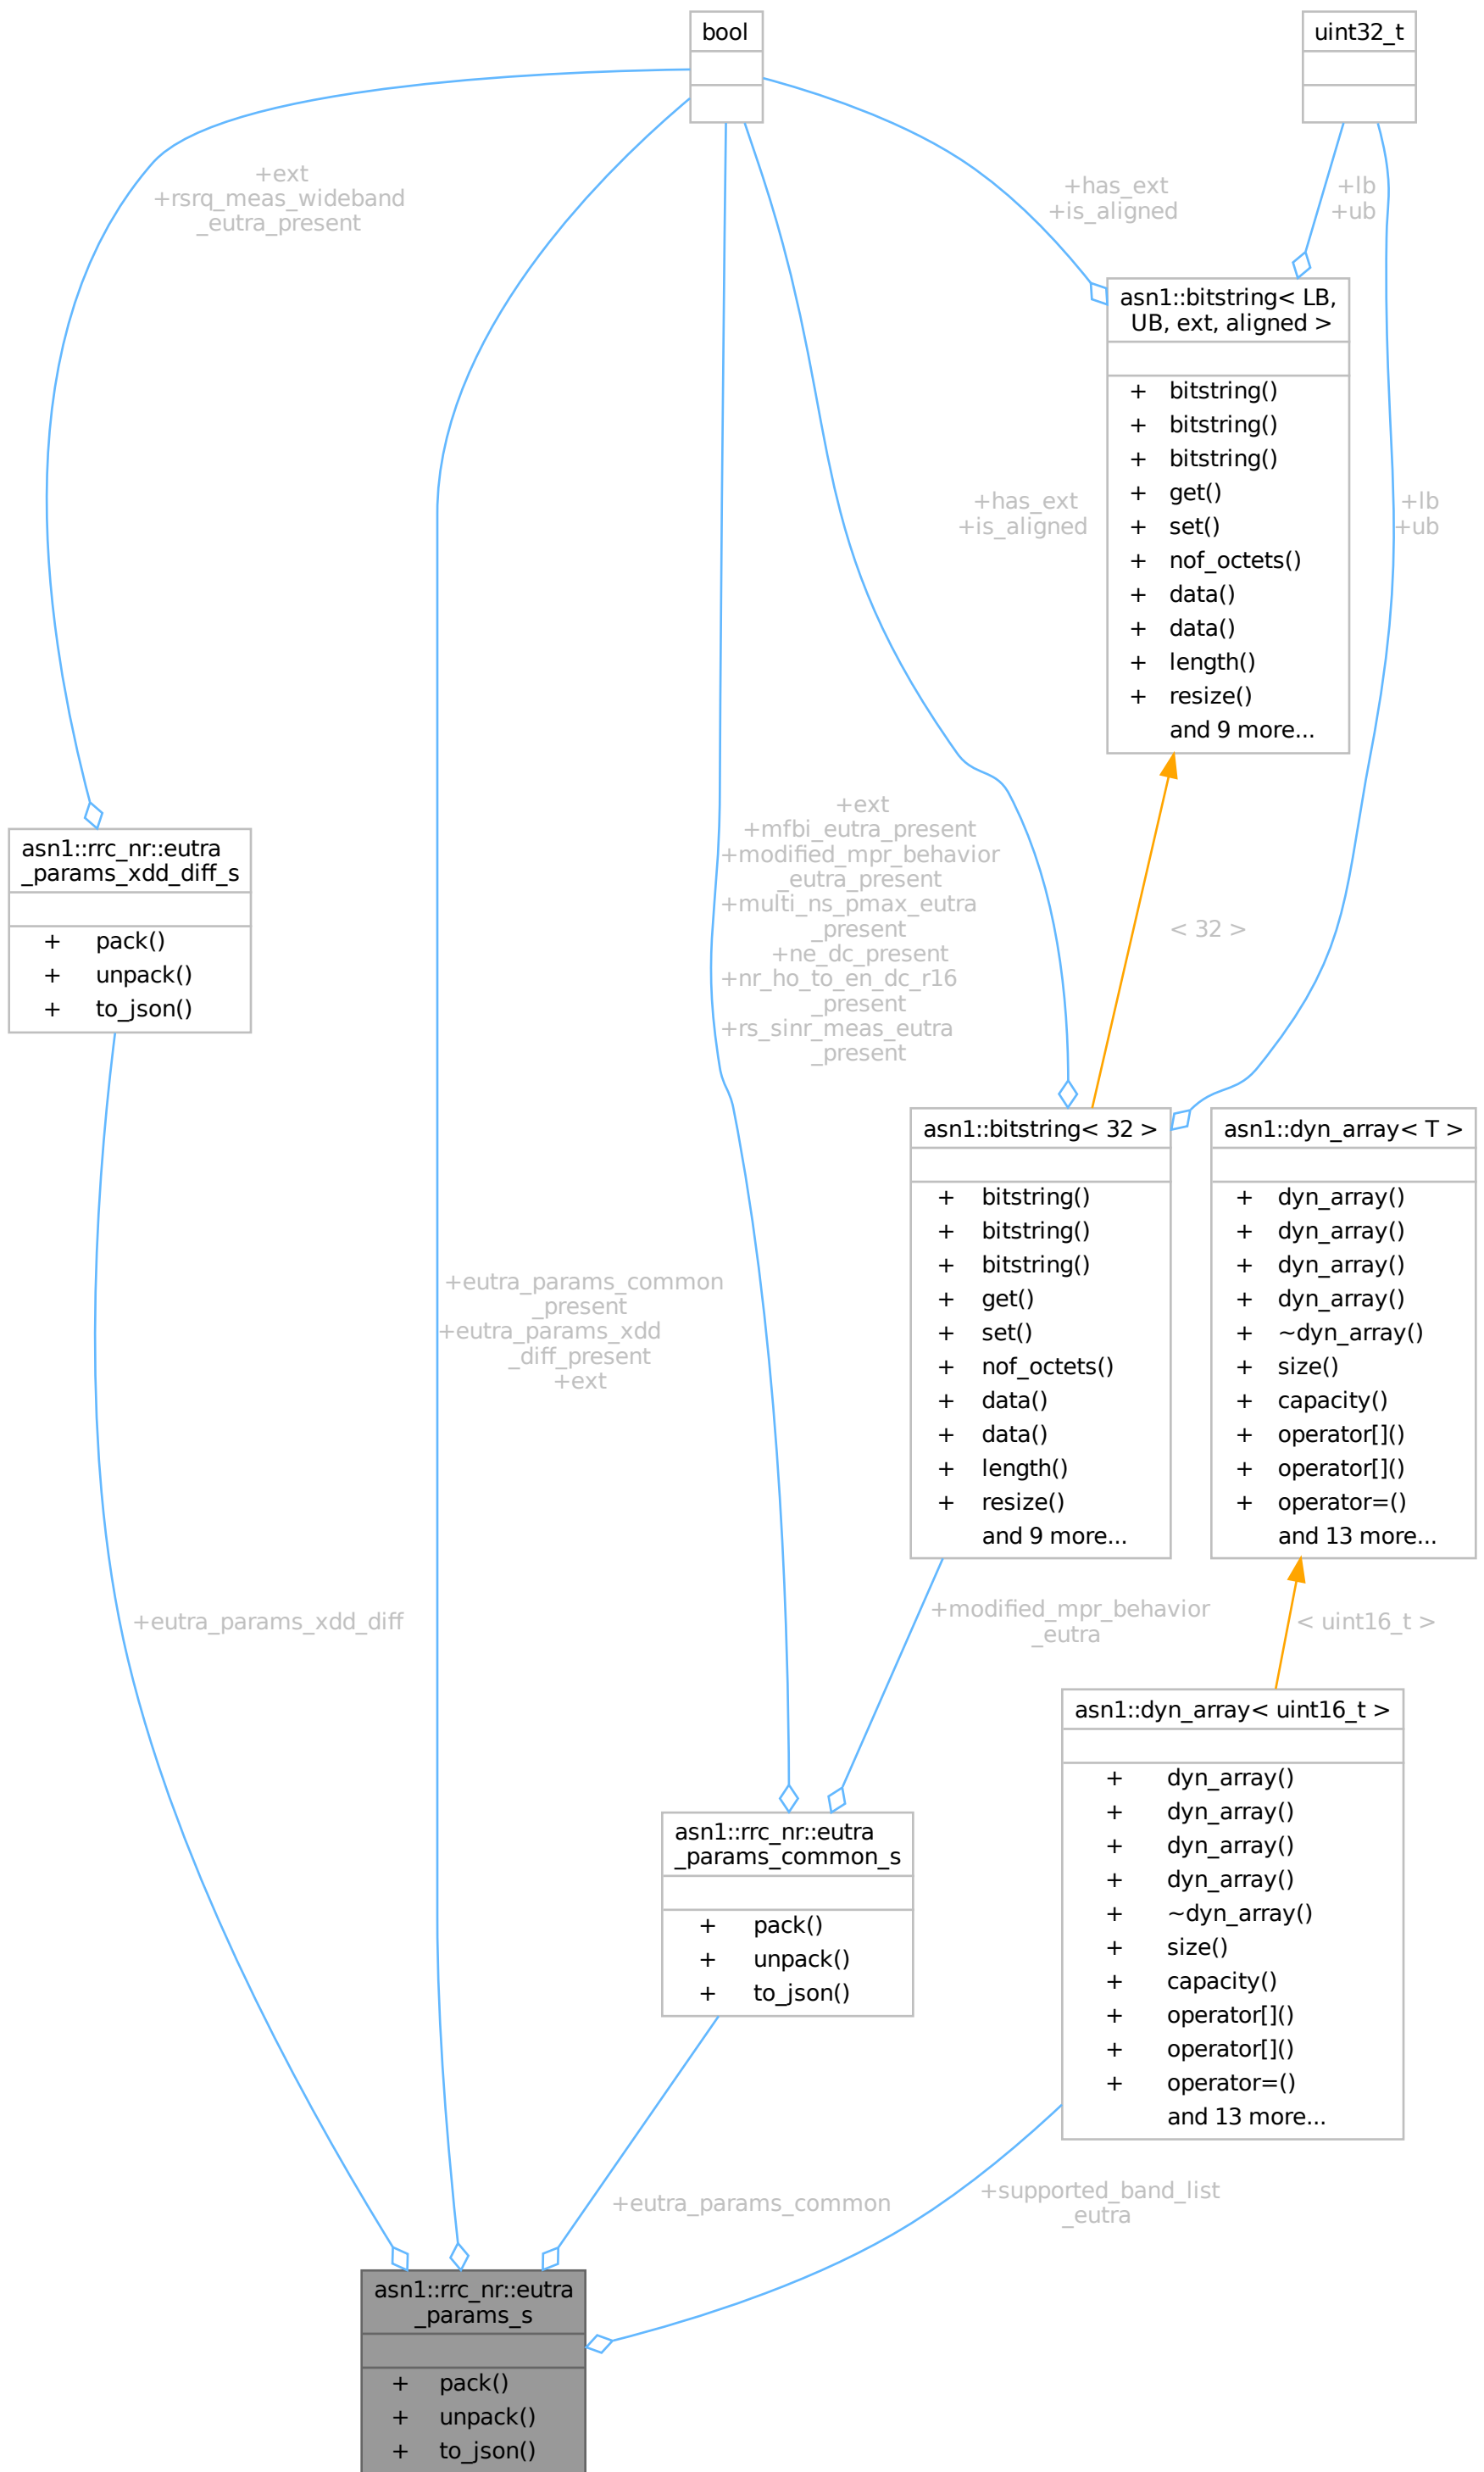 bool
uint32_t
+ext
+rsrq_meas_wideband
_eutra_present
+has_ext
+is_aligned
+lb
+ub
asn1::bitstring< LB,
UB, ext, aligned >
+ bitstring()
+ bitstring()
+ bitstring()
+ get()
+ set()
+ nof_octets()
+ data()
+ data()
+ length()
+ resize()
and 9 more...
+has_ext
+is_aligned
+lb
+ub
asn1::rrc_nr::eutra
_params_xdd_diff_s
+ pack()
+ unpack()
+ to_json()
+ext
+mfbi_eutra_present
+modified_mpr_behavior
_eutra_present
+multi_ns_pmax_eutra
_present
+ne_dc_present
+nr_ho_to_en_dc_r16
_present
+rs_sinr_meas_eutra
_present
< 32 >
asn1::bitstring< 32 >
+ bitstring()
+ bitstring()
+ bitstring()
+ get()
+ set()
+ nof_octets()
+ data()
+ data()
+ length()
+ resize()
and 9 more...
asn1::dyn_array< T >
+ dyn_array()
+ dyn_array()
+ dyn_array()
+ dyn_array()
+ ~dyn_array()
+ size()
+ capacity()
+ operator[]()
+ operator[]()
+ operator=()
and 13 more...
+eutra_params_common
_present
+eutra_params_xdd
_diff_present
+ext
+eutra_params_xdd_diff
+modified_mpr_behavior
_eutra
< uint16_t >
asn1::dyn_array< uint16_t >
+ dyn_array()
+ dyn_array()
+ dyn_array()
+ dyn_array()
+ ~dyn_array()
+ size()
+ capacity()
+ operator[]()
+ operator[]()
+ operator=()
and 13 more...
asn1::rrc_nr::eutra
_params_common_s
+ pack()
+ unpack()
+ to_json()
+eutra_params_common
+supported_band_list
_eutra
asn1::rrc_nr::eutra
_params_s
+ pack()
+ unpack()
+ to_json()